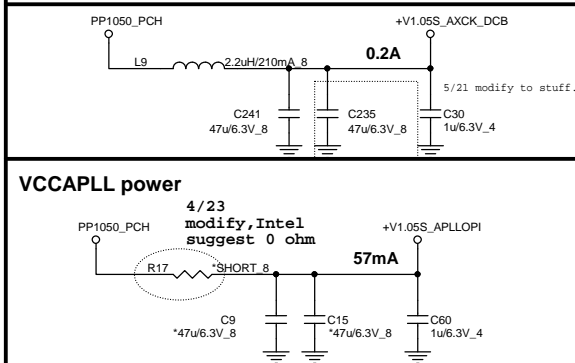 PP1050_PCH
+V1.05S_AXCK_DCB
L9
2.2uH/210mA_8
0.2A
5/21 modify to stuff.
C241
47u/6.3V_8
C235
47u/6.3V_8
C30
1u/6.3V_4
VCCAPLL power
4/23
modify,Intel
suggest 0 ohm
PP1050_PCH
+V1.05S_APLLOPI
R17
*SHORT_8
57mA
C9
*47u/6.3V_8
C15
*47u/6.3V_8
C60
1u/6.3V_4